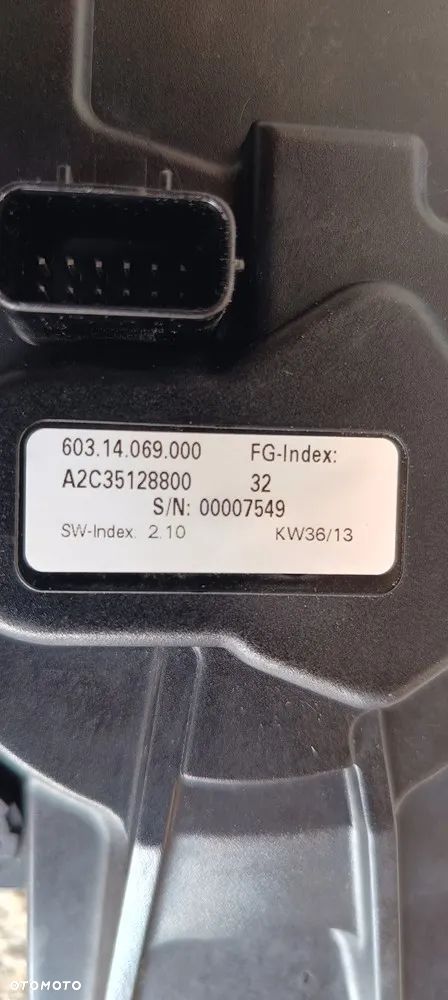 603.14.069.000 FG-Index:
A2C35128800 32
S/N: 00007549
SW-Index: 2.10 KW36/13
OTOMOTO